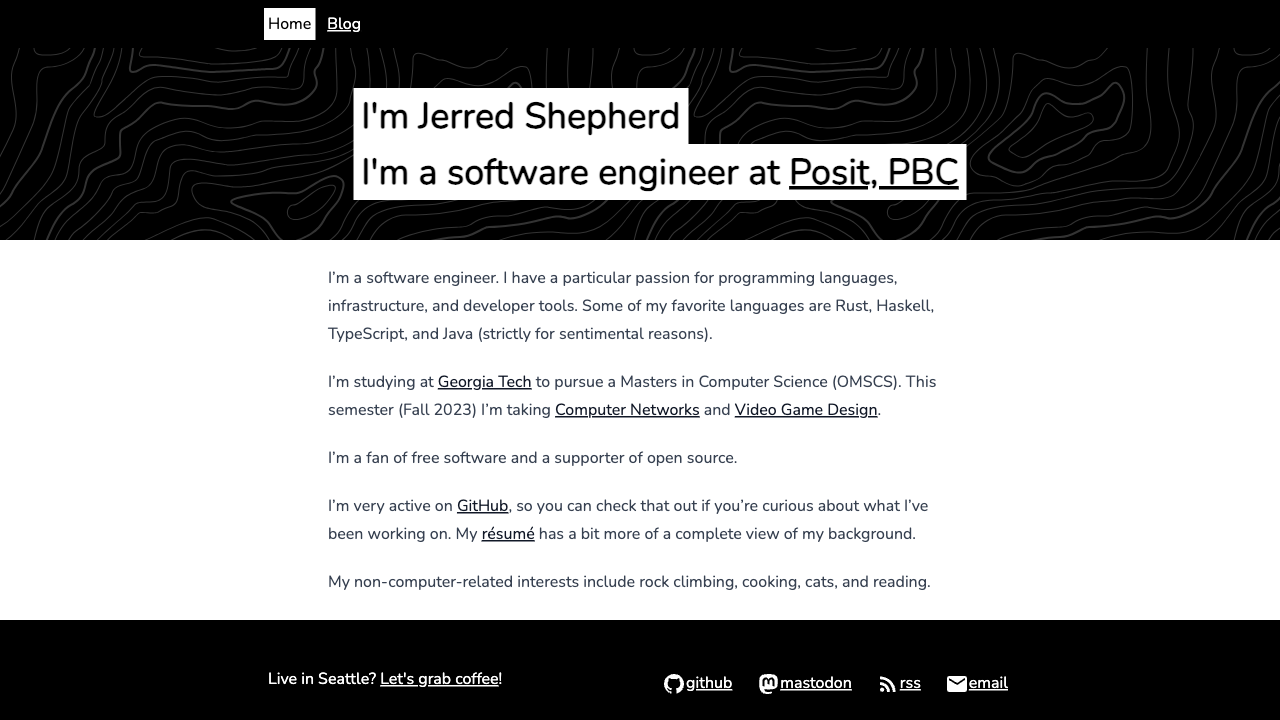 Home Blog
I'm Jerred Shepherd
I'm a software engineer at Posit, PBC
I’m a software engineer. I have a particular passion for programming languages,
infrastructure, and developer tools. Some of my favorite languages are Rust, Haskell,
TypeScript, and Java (strictly for sentimental reasons).
I’m studying at Georgia Tech to pursue a Masters in Computer Science (OMSCS). This
semester (Fall 2023) I’m taking Computer Networks and Video Game Design.
I’m a fan of free software and a supporter of open source.
I’m very active on GitHub, so you can check that out if you’re curious about what I’ve
been working on. My résumé has a bit more of a complete view of my background.
My non-computer-related interests include rock climbing, cooking, cats, and reading.
Live in Seattle? Let's grab coffee! github mastodon rss email